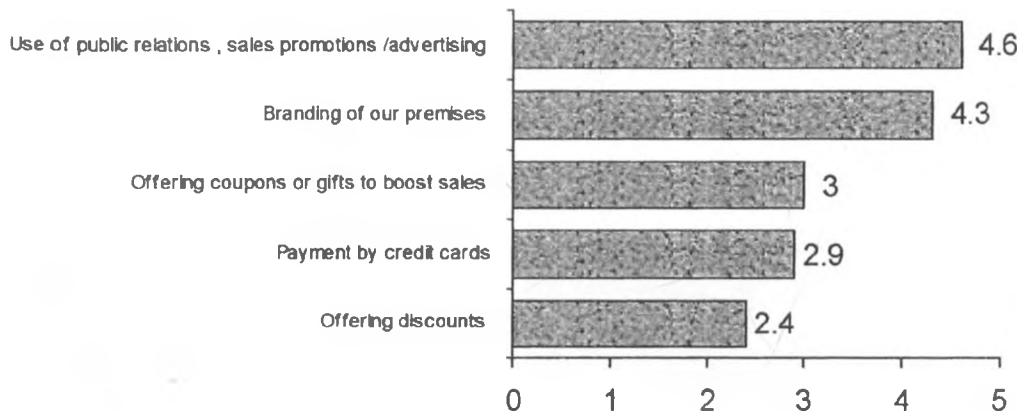 Use of public relations , sales promotions /advertising 4.6
Branding of our premises 4.3
Offering coupons or gifts to boost sales 3
Payment by credit cards 2.9
Offering discounts 2.4
0 1 2 3 4 5